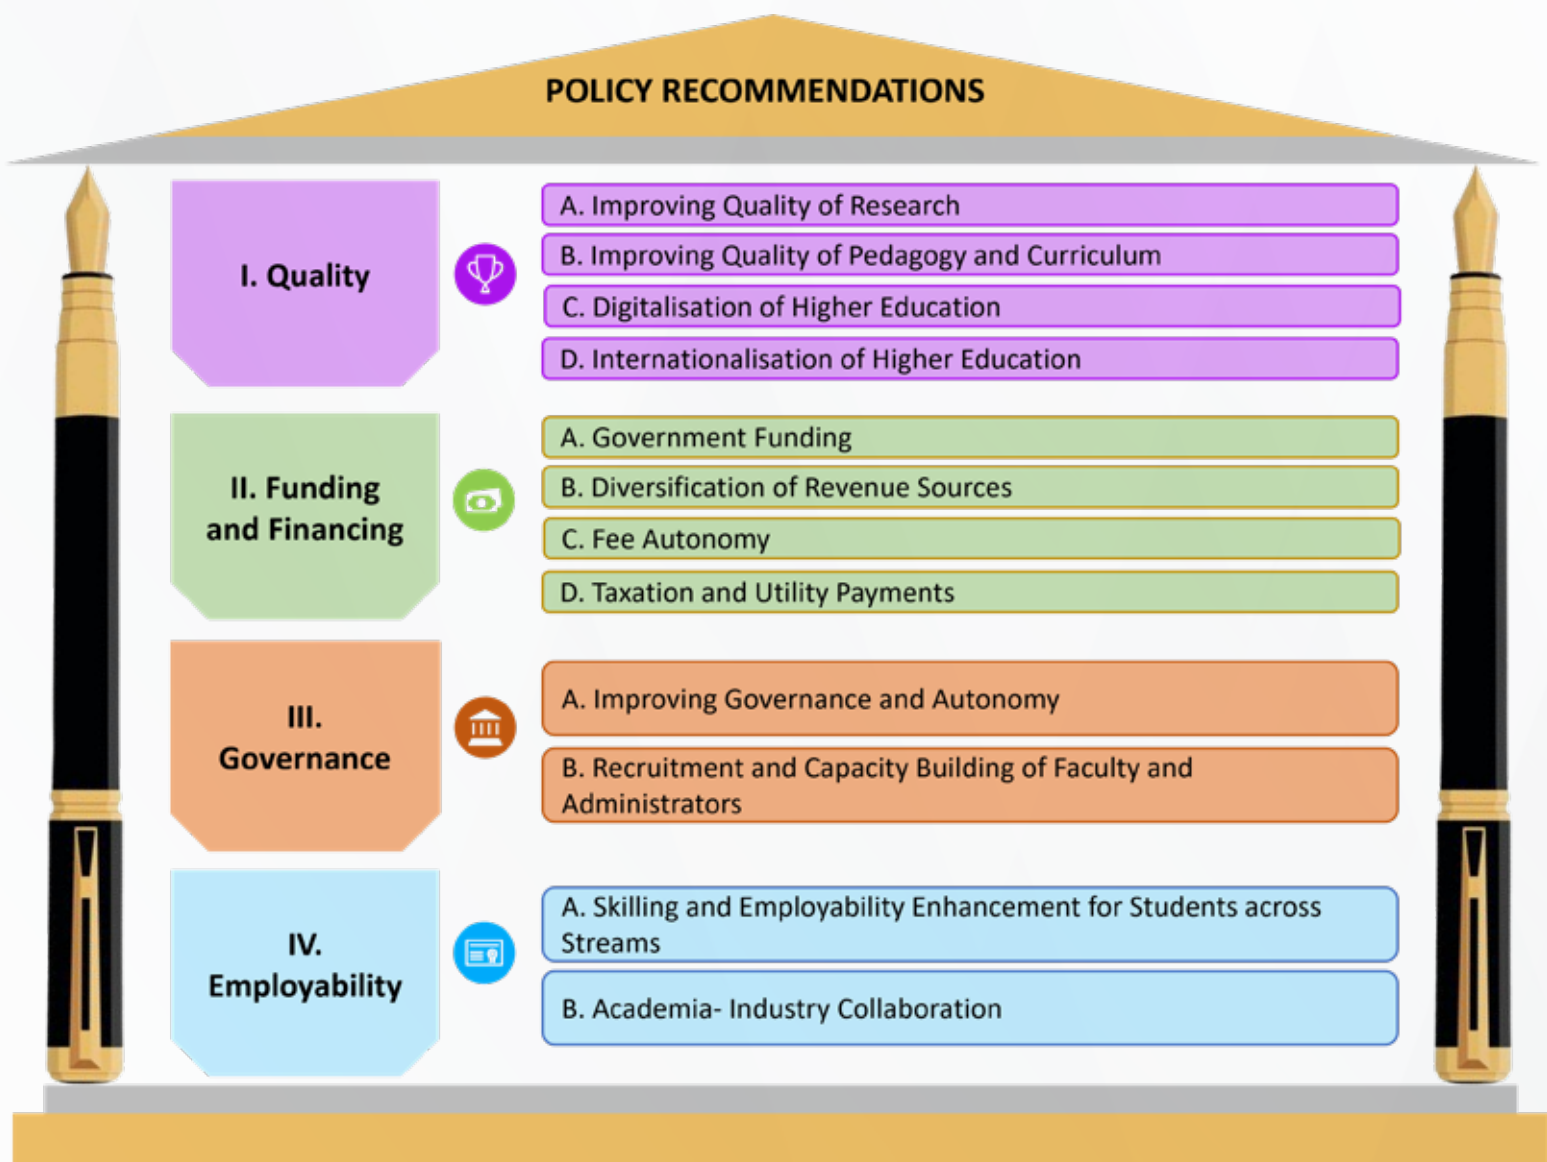 POLICY RECOMMENDATIONS
I. Quality
A. Improving Quality of Research
B. Improving Quality of Pedagogy and Curriculum
C. Digitalisation of Higher Education
D. Internationalisation of Higher Education
II. Funding
and Financing
A. Government Funding
B. Diversification of Revenue Sources
C. Fee Autonomy
D. Taxation and Utility Payments
III.
Governance
A. Improving Governance and Autonomy
B. Recruitment and Capacity Building of Faculty and
Administrators
IV.
Employability
A. Skilling and Employability Enhancement for Students across
Streams
B. Academia- Industry Collaboration